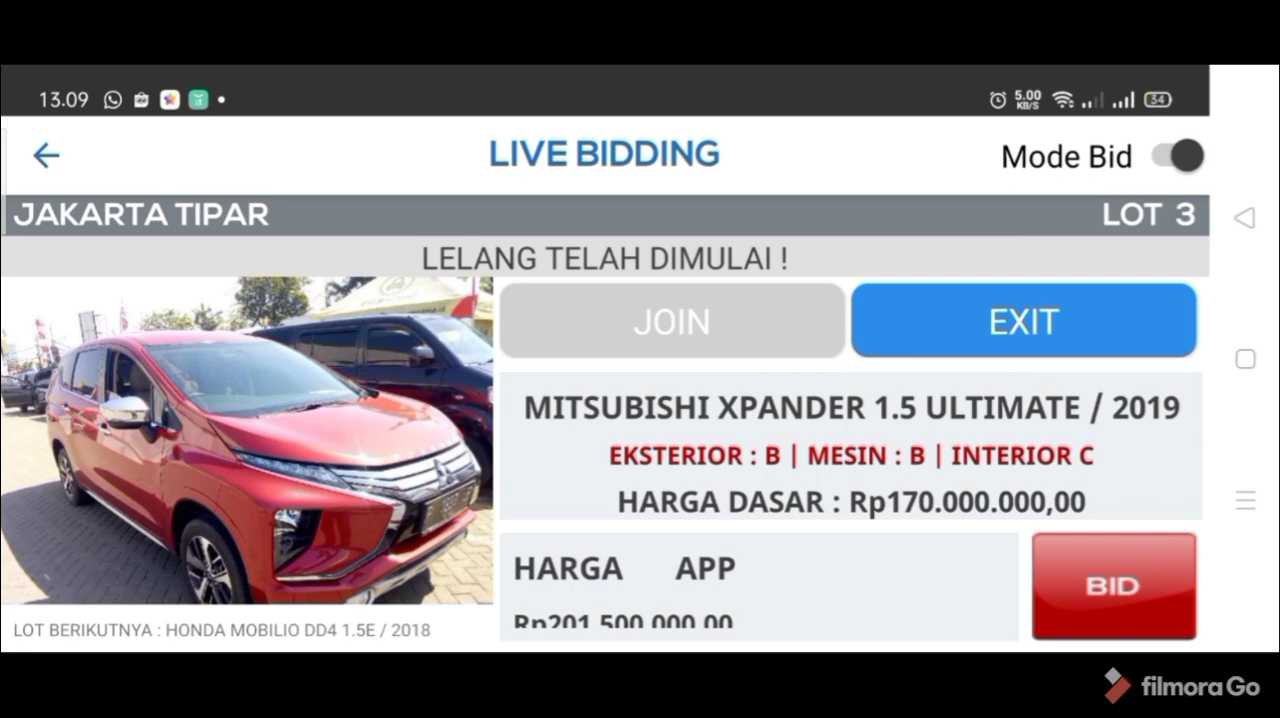 13.09
5.00
KB/S
34
LIVE BIDDING
Mode Bid
JAKARTA TIPAR
LOT 3
LELANG TELAH DIMULAI !
JOIN
EXIT
MITSUBISHI XPANDER 1.5 ULTIMATE / 2019
EKSTERIOR : B | MESIN : B | INTERIOR C
HARGA DASAR : Rp170.000.000,00
HARGA APP
Rp201.500.000,00
BID
LOT BERIKUTNYA : HONDA MOBILIO DD4 1.5E / 2018
filmoraGo